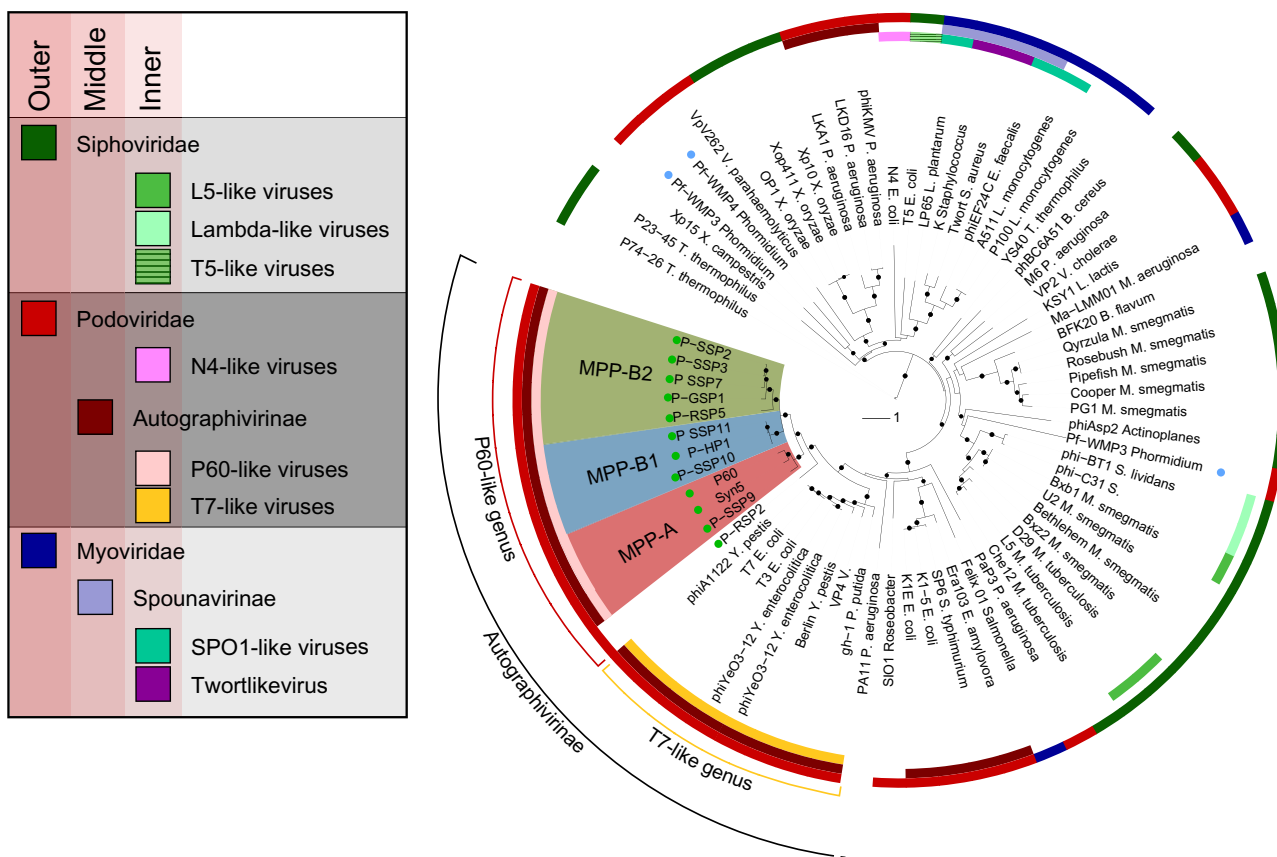 Outer
Middle
Inner
Siphoviridae
L5-like viruses
Lambda-like viruses
T5-like viruses
Podoviridae
N4-like viruses
Autographivirinae
P60-like viruses
T7-like viruses
Myoviridae
Spounavirinae
SPO1-like viruses
Twortlikevirus
P74-26 T. thermophilus
P23-45 T. thermophilus
Xp15 X. campestris
Pf-WMP3 Phormidium
Pf-WMP4 Phormidium
VpV262 V. parahaemolyticus
OP1 X. oryzae
Xop411 X. oryzae
Xp10 X. oryzae
LKA1 P. aeruginosa
LKD16 P. aeruginosa
phiKMV P. aeruginosa
N4 E. coli
T5 E. coli
LP65 L. plantarum
K Staphylococcus
Twort S. aureus
phiEF24C E. faecalis
A511 L. monocytogenes
P100 L. monocytogenes
YS40 T. thermophilus
phBC6A51 B. cereus
M6 P. aeruginosa
VP2 V. cholerae
KSY1 L. lactis
Ma-LMM01 M. aeruginosa
BFK20 B. flavum
Qyrzula M. smegmatis
Rosebush M. smegmatis
Pipefish M. smegmatis
Cooper M. smegmatis
PG1 M. smegmatis
phiAsp2 Actinoplanes
Pf-WMP3 Phormidium
phi-BT1 S. lividans
phi-C31 S.
Bxb1 M. smegmatis
U2 M. smegmatis
Bethlehem M. smegmatis
Bxz2 M. smegmatis
D29 M. tuberculosis
L5 M. tuberculosis
Che12 M. tuberculosis
PaP3 P. aeruginosa
Felix 01 Salmonella
Era103 E. amylovora
SP6 S. typhimurium
K1-5 E. coli
K1E E. coli
SIO1 Roseobacter
PA11 P. aeruginosa
gh-1 P. putida
VP4 V.
Berlin Y. pestis
phiYeO3-12 Y. enterocolitica
phiYeO3-12 Y. enterocolitica
T3 E. coli
T7 E. coli
phiA1122 Y. pestis
P-RSP2
P-SSP9
Syn5
P60
P-SSP10
P-HP1
P SSP11
P-RSP5
P-GSP1
P SSP7
P-SSP3
P-SSP2
MPP-B2
MPP-B1
MPP-A
P60-like genus
T7-like genus
Autographivirinae
1